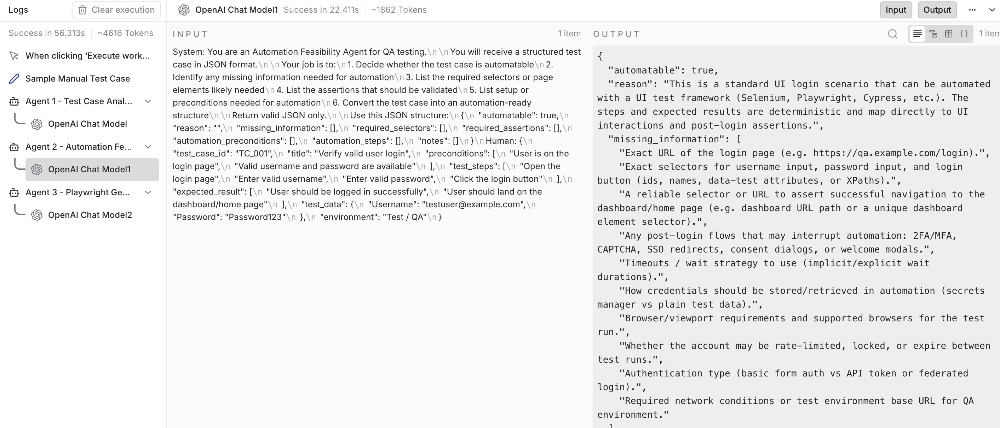 Logs
Clear execution
Success in 56.313s
~4616 Tokens
When clicking ‘Execute work...
Sample Manual Test Case
Agent 1 - Test Case Anal...
OpenAI Chat Model
Agent 2 - Automation Fe...
OpenAI Chat Model1
Agent 3 - Playwright Ge...
OpenAI Chat Model2
OpenAI Chat Model1 Success in 22.411s ~1862 Tokens
Input Output ...
INPUT 1 item
System: You are an Automation Feasibility Agent for QA testing.\n\nYou will receive a structured test
case in JSON format.\n\nYour job is to:\n1. Decide whether the test case is automatable\n2.
Identify any missing information needed for automation\n3. List the required selectors or page
elements likely needed\n4. List the assertions that should be validated\n5. List setup or
preconditions needed for automation\n6. Convert the test case into an automation-ready
structure\n\nReturn valid JSON only.\n\nUse this JSON structure:\n{\n "automatable": true,\n
"reason": "",\n "missing_information": [],\n "required_selectors": [],\n "required_assertions": [],\n
"automation_preconditions": [],\n "automation_steps": [],\n "notes": []\n}\nHuman: {\n
"test_case_id": "TC_001",\n "title": "Verify valid user login",\n "preconditions": [\n "User is on the
login page",\n "Valid username and password are available"\n ],\n "test_steps": [\n "Open the
login page",\n "Enter valid username",\n "Enter valid password",\n "Click the login button"\n ],\n
"expected_result": [\n "User should be logged in successfully",\n "User should land on the
dashboard/home page"\n ],\n "test_data": {\n "Username": "testuser@example.com",\n
"Password": "Password123"\n },\n "environment": "Test / QA"\n}
OUTPUT
{} 1 item
{
"automatable": true,
"reason": "This is a standard UI login scenario that can be automated
with a UI test framework (Selenium, Playwright, Cypress, etc.). The
steps and expected results are deterministic and map directly to UI
interactions and post-login assertions.",
"missing_information": [
"Exact URL of the login page (e.g. https://qa.example.com/login).",
"Exact selectors for username input, password input, and login
button (ids, names, data-test attributes, or XPaths).",
"A reliable selector or URL to assert successful navigation to the
dashboard/home page (e.g. dashboard URL path or a unique dashboard
element selector).",
"Any post-login flows that may interrupt automation: 2FA/MFA,
CAPTCHA, SSO redirects, consent dialogs, or welcome modals.",
"Timeouts / wait strategy to use (implicit/explicit wait
durations).",
"How credentials should be stored/retrieved in automation (secrets
manager vs plain test data).",
"Browser/viewport requirements and supported browsers for the test
run.",
"Whether the account may be rate-limited, locked, or expire between
test runs.",
"Authentication type (basic form auth vs API token or federated
login).",
"Required network conditions or test environment base URL for QA
environment."
]